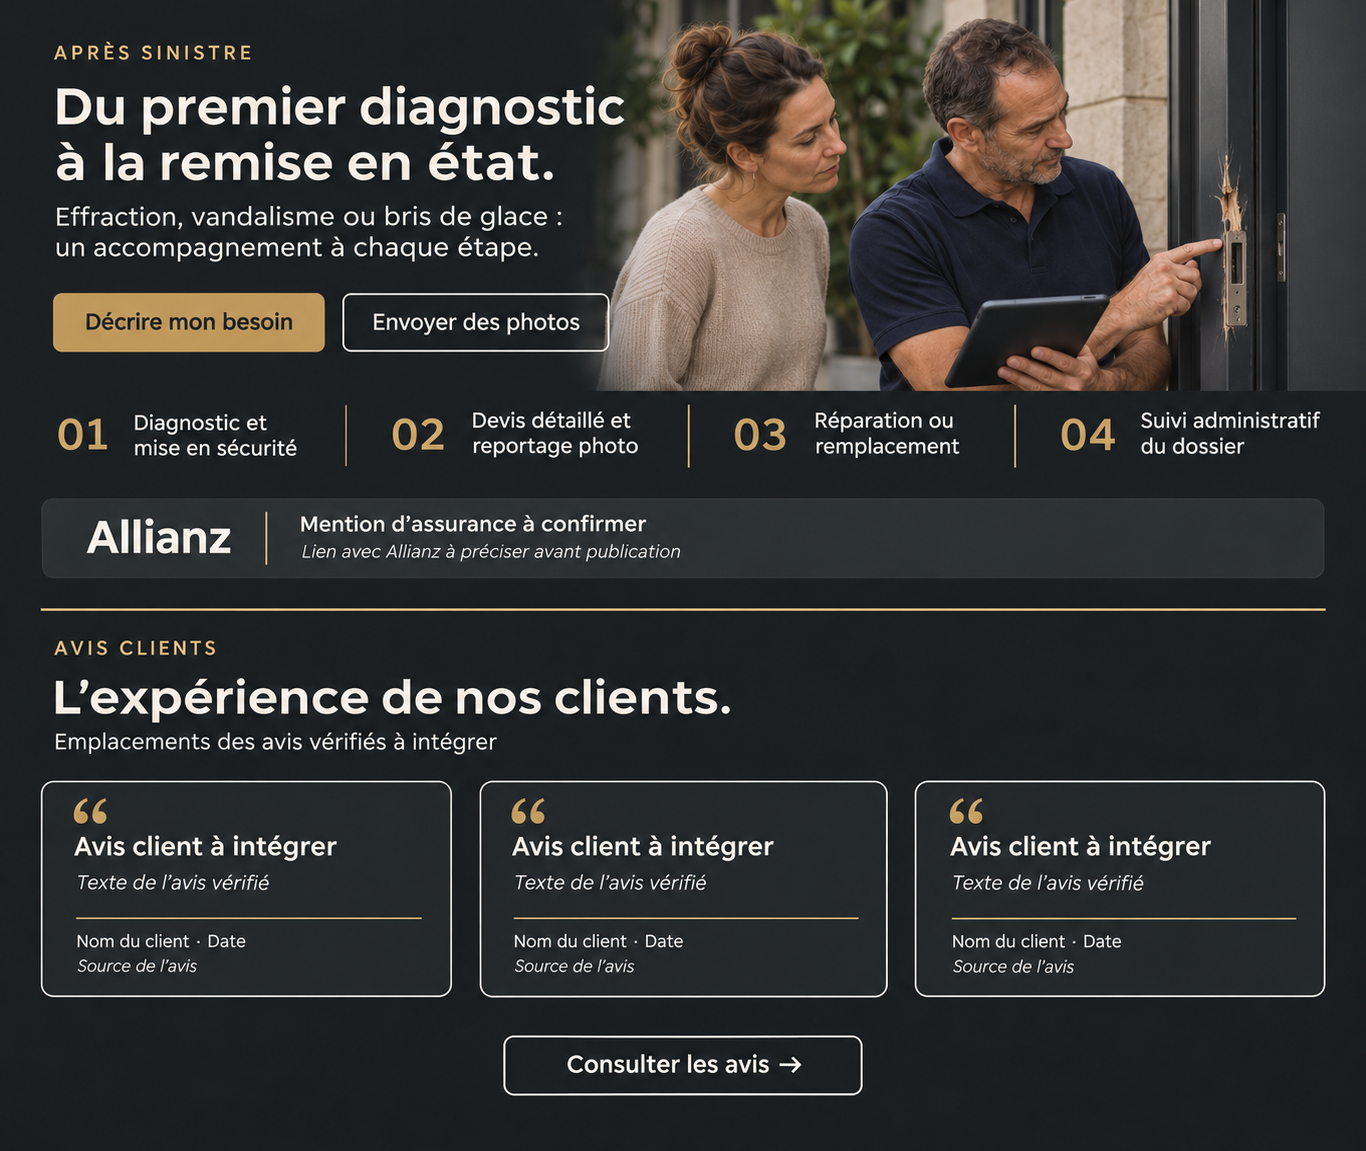 APRÈS SINISTRE
Du premier diagnostic
à la remise en état.
Effraction, vandalisme ou bris de glace :
un accompagnement à chaque étape.
Décrire mon besoin
Envoyer des photos
01
Diagnostic et
mise en sécurité
02
Devis détaillé et
reportage photo
03
Réparation ou
remplacement
04
Suivi administratif
du dossier
Allianz
Mention d’assurance à confirmer
Lien avec Allianz à préciser avant publication
AVIS CLIENTS
L’expérience de nos clients.
Emplacements des avis vérifiés à intégrer
“
Avis client à intégrer
Texte de l’avis vérifié
Nom du client · Date
Source de l’avis
“
Avis client à intégrer
Texte de l’avis vérifié
Nom du client · Date
Source de l’avis
“
Avis client à intégrer
Texte de l’avis vérifié
Nom du client · Date
Source de l’avis
Consulter les avis →